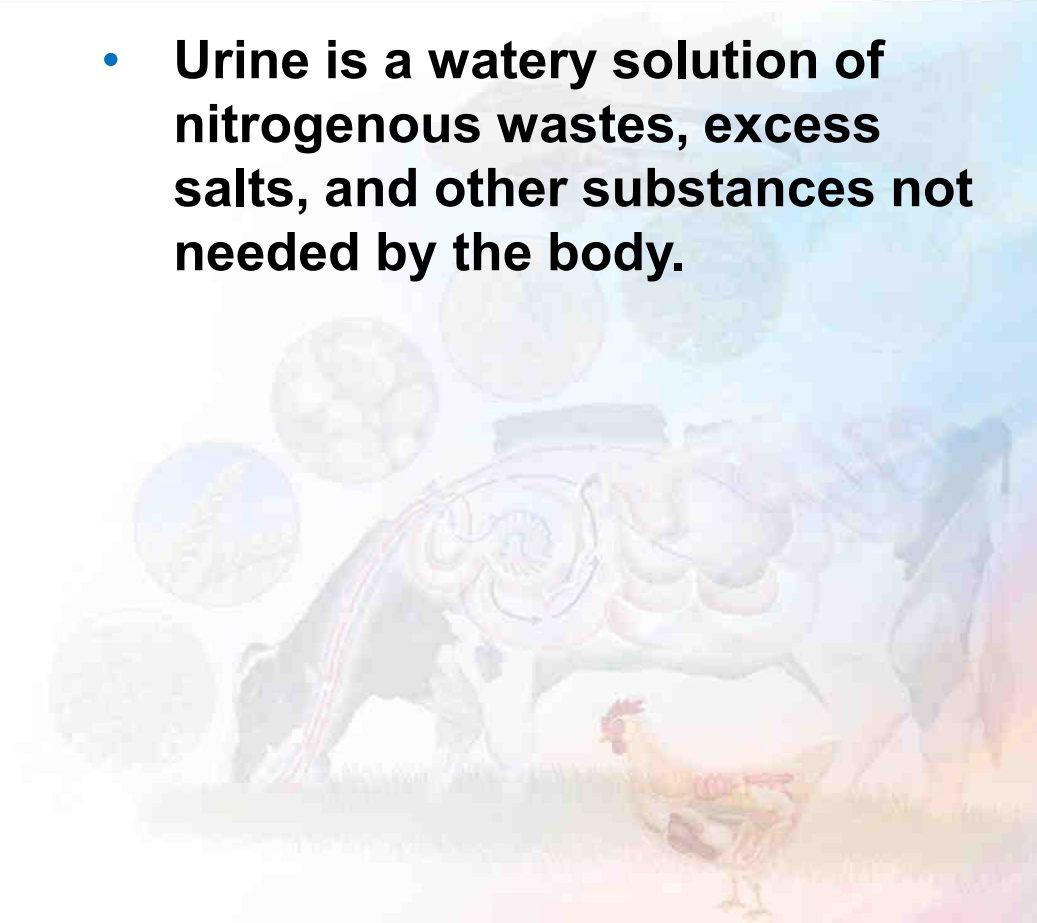 • Urine is a watery solution of
nitrogenous wastes, excess
salts, and other substances not
needed by the body.